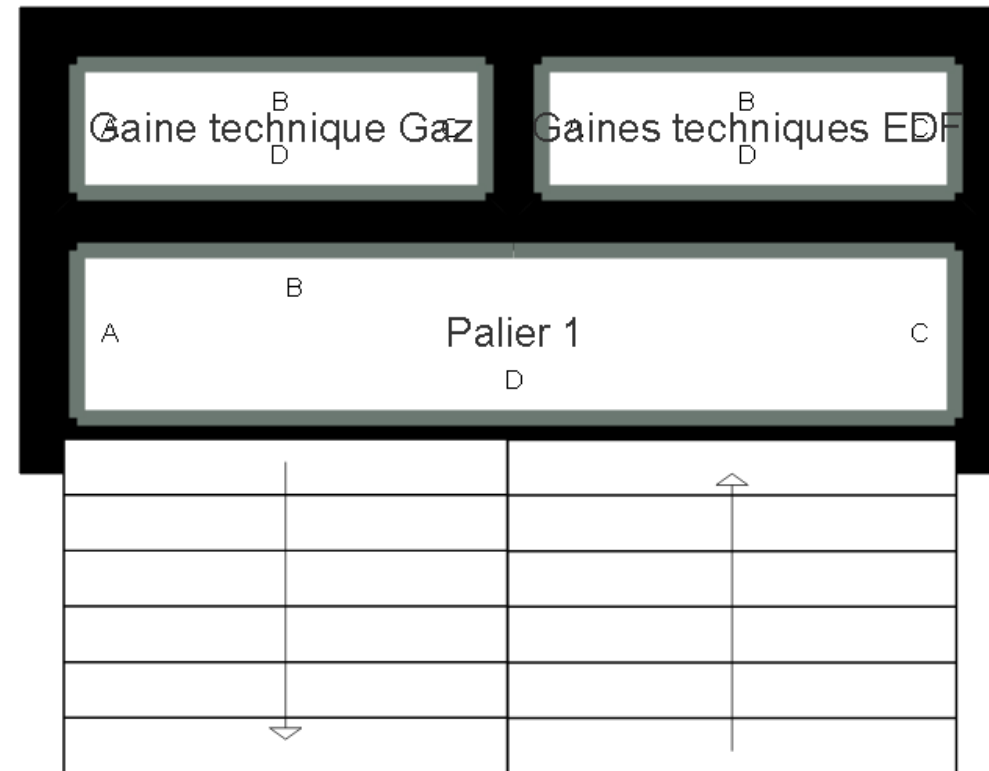 B B
A Gaine technique Gaz C A Gaines techniques EDF C
D D
B
A Palier 1 C
D